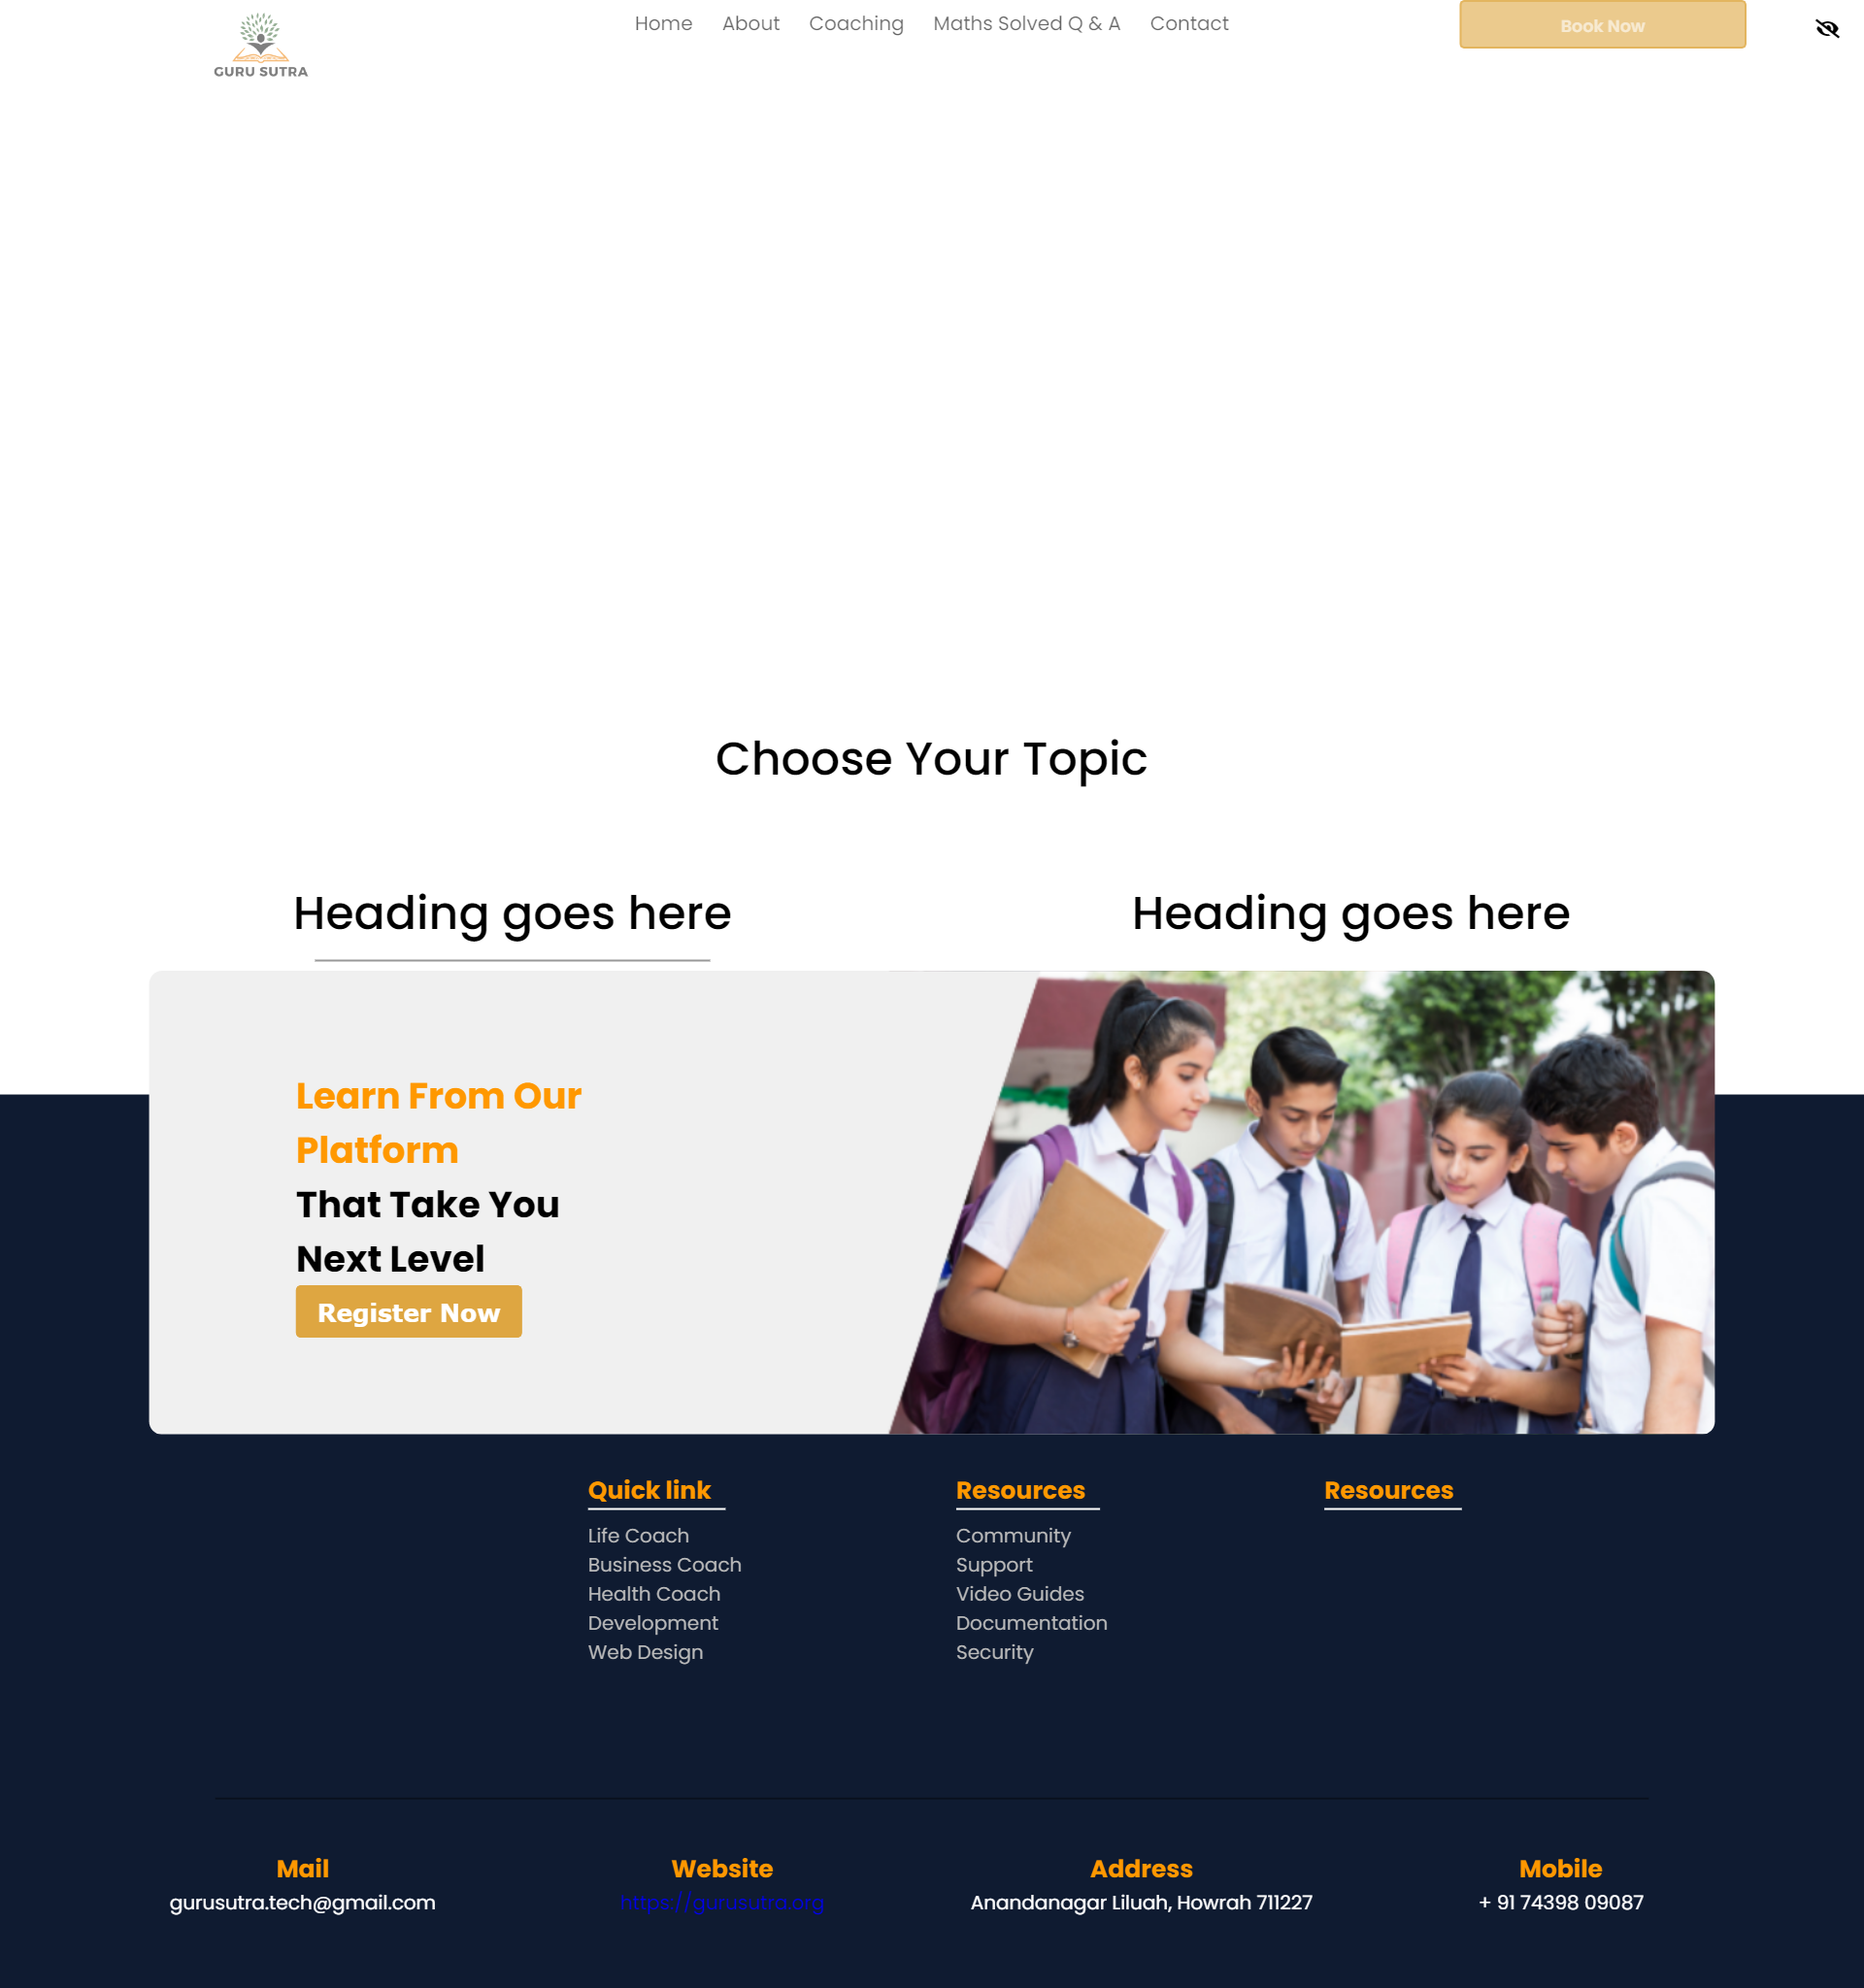 GURU SUTRA
Home About Coaching Maths Solved Q & A Contact
Book Now
Choose Your Topic
Heading goes here
Heading goes here
Learn From Our
Platform
That Take You
Next Level
Register Now
Quick link
Life Coach
Business Coach
Health Coach
Development
Web Design
Resources
Community
Support
Video Guides
Documentation
Security
Resources
Mail
gurusutra.tech@gmail.com
Website
https://gurusutra.org
Address
Anandanagar Liluah, Howrah 711227
Mobile
+ 91 74398 09087